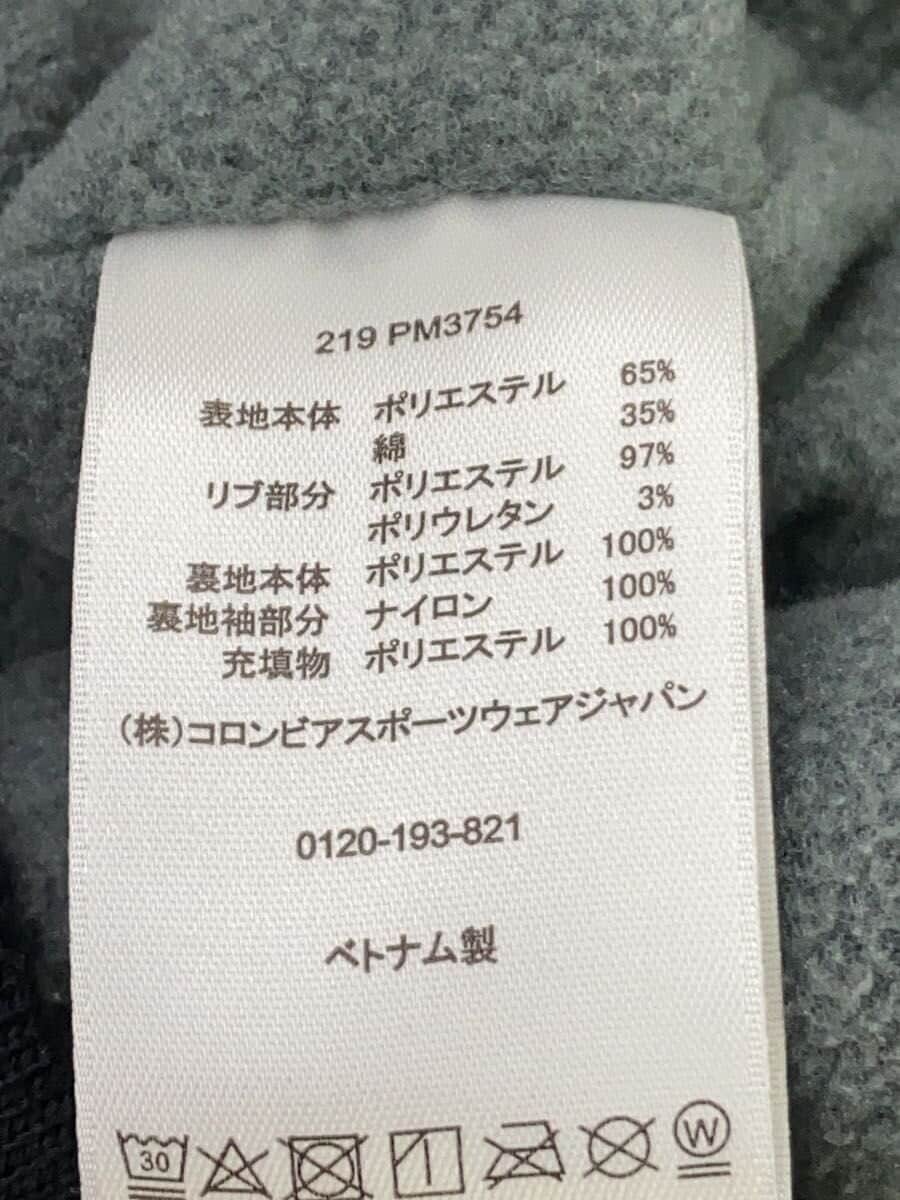 219 PM3754
表地本体 ポリエステル 65%
綿 35%
リブ部分 ポリエステル 97%
ポリウレタン 3%
裏地本体 ポリエステル 100%
裏地袖部分 ナイロン 100%
充填物 ポリエステル 100%
(株)コロンビアスポーツウェアジャパン
0120-193-821
ベトナム製
30 W